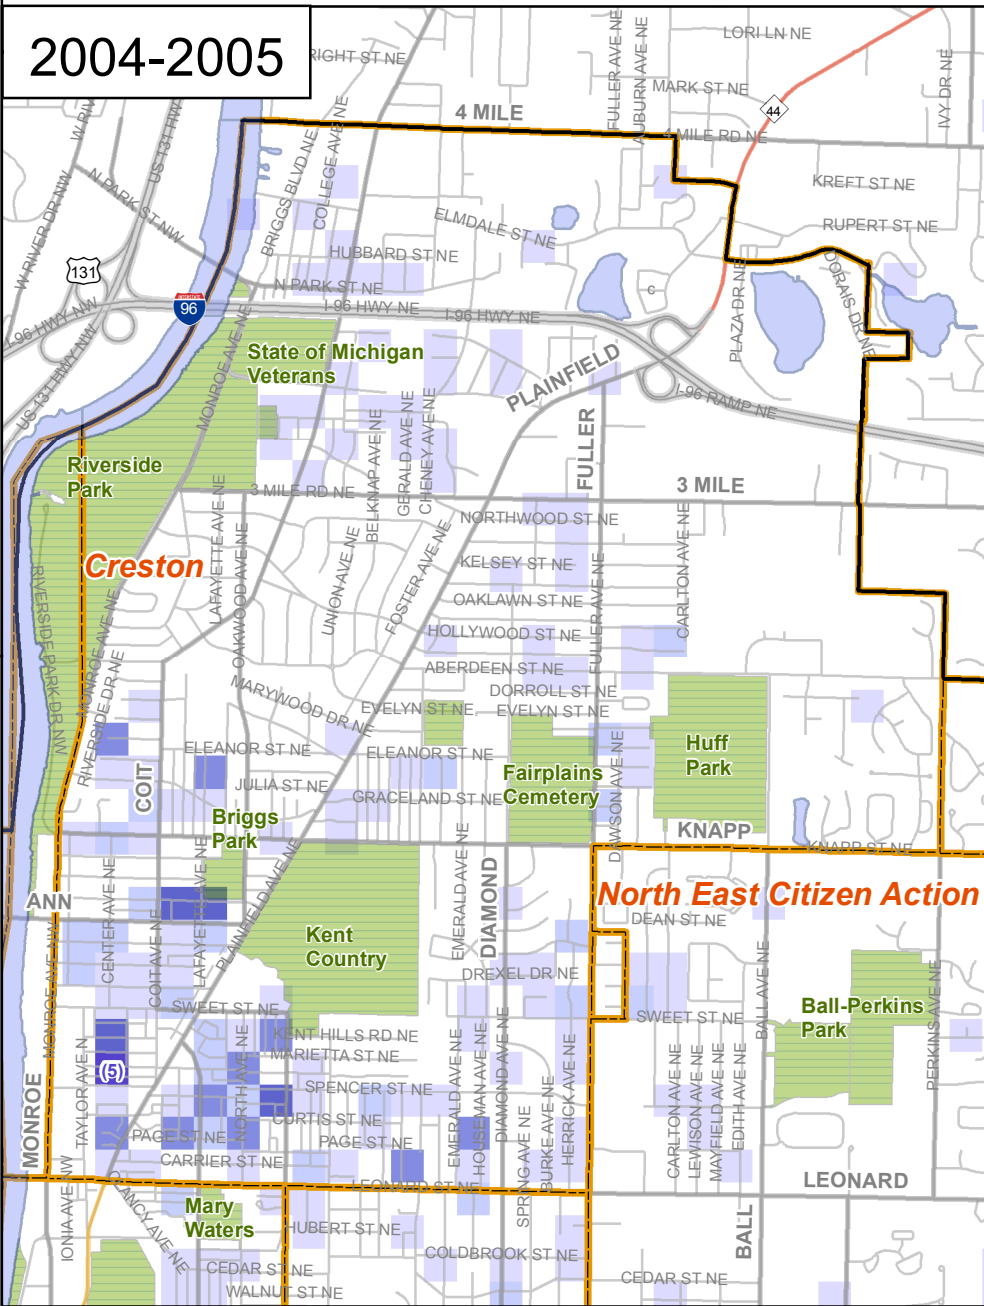 2004-2005
RIGHT ST NE
LORI LN NE
FULLER AVE NE
AUBURN AVE NE
IVY DR NE
MARK ST NE
44
4 MILE
4 MILE RD NE
US 131 HW
N PARK ST NW
W RIVER DR NW
BRIGGS BLVD NE
COLLEGE AVE NE
KREFT ST NE
ELMDALE ST NE
RUPERT ST NE
HUBBARD ST NE
131
N PARK ST NE
C
DORAIS DR NE
PLAZA DR NE
I-96 HWY NW
96
I-96 HWY NE
I-96 HWY NE
US 131 HWY NW
MONROE AVE NE
State of Michigan
Veterans
PLAINFIELD
I-96 RAMP NE
BELKNAP AVE NE
GERALD AVE NE
CHENEY AVE NE
FULLER
Riverside
Park
3 MILE RD NE
3 MILE
LAFAYETTE AVE NE
OAKWOOD AVE NE
UNION AVE NE
FOSTER AVE NE
NORTHWOOD ST NE
CARLTON AVE NE
Creston
KELSEY ST NE
FULLER AVE NE
OAKLAWN ST NE
RIVERSIDE PARK DR NW
MONROE AVE NE
HOLLYWOOD ST NE
RIVERSIDE DR NE
ABERDEEN ST NE
MARYWOOD DR NE
DORROLL ST NE
EVELYN ST NE
EVELYN ST NE
ELEANOR ST NE
ELEANOR ST NE
DAWSON AVE NE
Huff
Park
COIT
JULIA ST NE
Fairplains
Cemetery
GRACELAND ST NE
Briggs
Park
KNAPP
KNAPP ST NE
PLAINFIELD AVE NE
LAFAYETTE AVE NE
EMERALD AVE NE
DIAMOND
North East Citizen Action
ANN
CENTER AVE NE
COIT AVE NE
DEAN ST NE
Kent
Country
MONROE AVE NW
BALL AVE NE
DREXEL DR NE
PERKINS AVE NE
SWEET ST NE
SWEET ST NE
Ball-Perkins
Park
KENT HILLS RD NE
MARIETTA ST NE
(5)
TAYLOR AVE N
NORTH AVE NE
SPENCER ST NE
EMERALD AVE NE
HOUSEMAN AVE NE
DIAMOND AVE NE
BURKE AVE NE
HERRICK AVE NE
CARLTON AVE NE
LEWISON AVE NE
MAYFIELD AVE NE
EDITH AVE NE
MONROE
CURTIS ST NE
PAGE ST NE
PAGE ST NE
CARRIER ST NE
SPRING AVE NE
LEONARD ST NE
LEONARD
IONIA AVE NW
CLANCY AVE NE
Mary
Waters
HUBERT ST NE
BALL
COLDBROOK ST NE
CEDAR ST NE
CEDAR ST NE
WALNUT ST NE